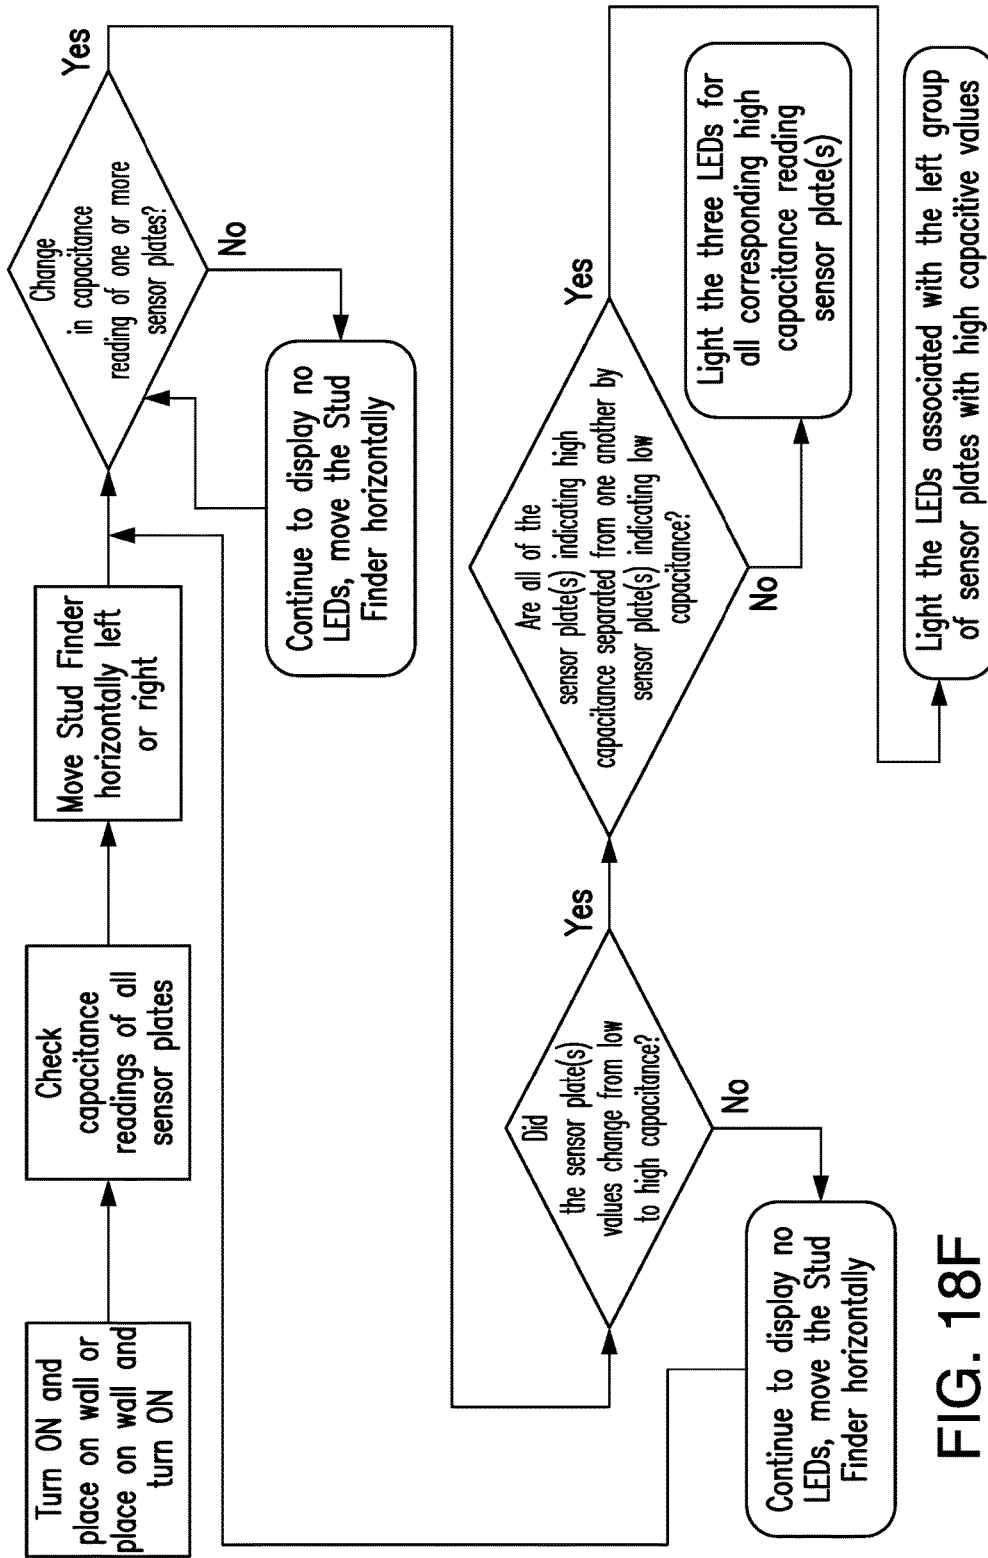 Turn ON and
place on wall or
place on wall and
turn ON
Check
capacitance
readings of all
sensor plates
Move Stud Finder
horizontally left
or right
Change
in capacitance
reading of one or more
sensor plates?
Yes
No
Continue to display no
LEDs, move the Stud
Finder horizontally
Did
the sensor plate(s)
values change from low
to high capacitance?
Yes
No
Continue to display no
LEDs, move the Stud
Finder horizontally
Are all of the
sensor plate(s) indicating high
capacitance separated from one another by
sensor plate(s) indicating low
capacitance?
Yes
No
Light the three LEDs for
all corresponding high
capacitance reading
sensor plate(s)
Light the LEDs associated with the left group
of sensor plates with high capacitive values
FIG. 18F